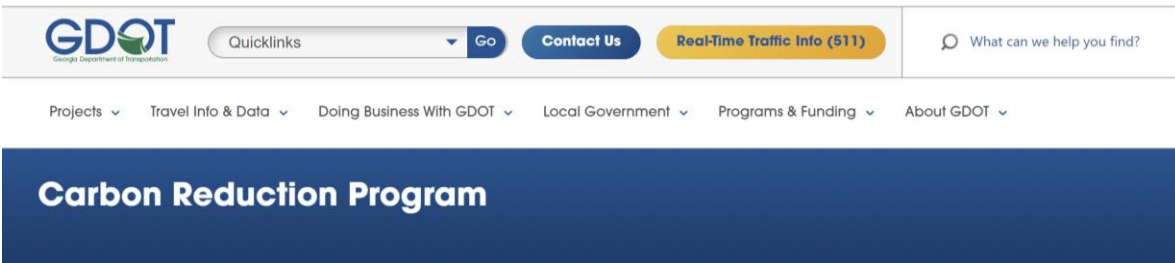 GDOT
Georgia Department of Transportation
Quicklinks Go Contact Us Real-Time Traffic Info (511) What can we help you find?
Projects Travel Info & Data Doing Business With GDOT Local Government Programs & Funding About GDOT
Carbon Reduction Program